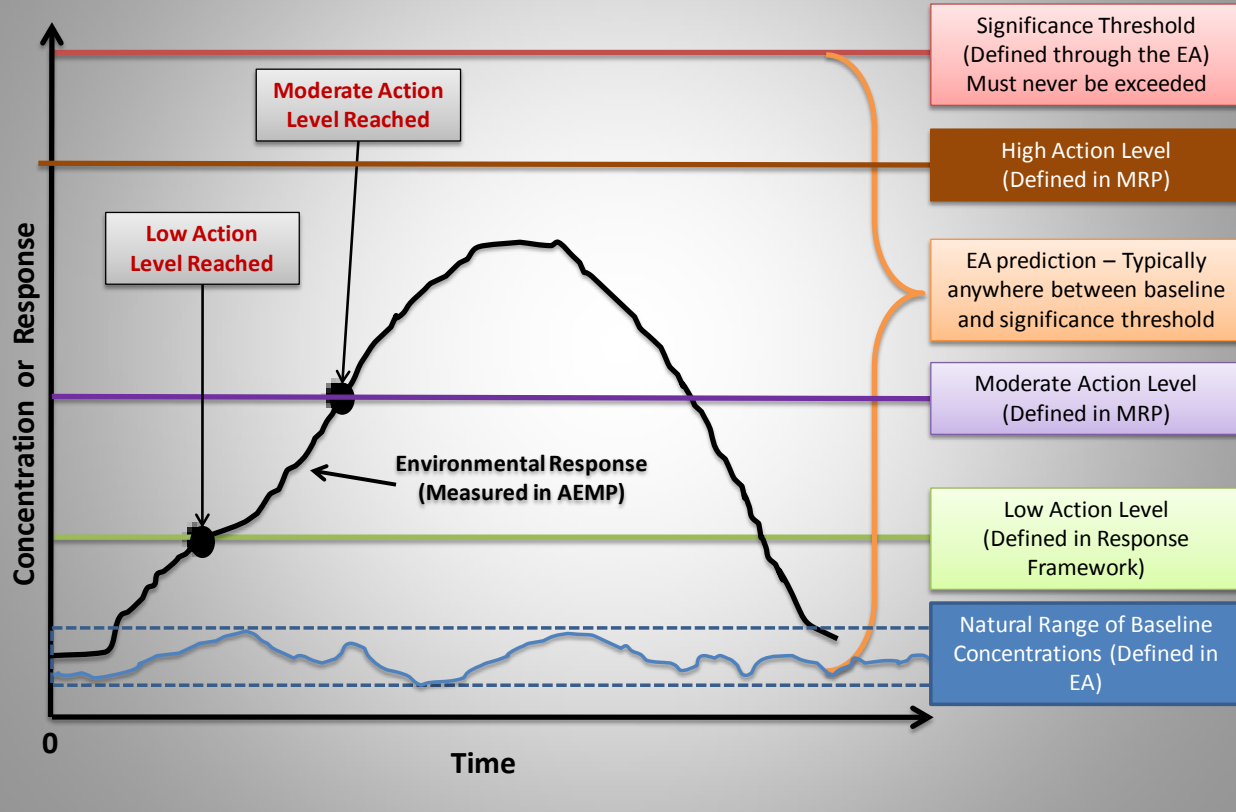 Significance Threshold
(Defined through the EA)
Must never be exceeded
Moderate Action
Level Reached
High Action Level
(Defined in MRP)
Low Action
Level Reached
EA prediction – Typically
anywhere between baseline
and significance threshold
Moderate Action Level
(Defined in MRP)
Concentration or Response
Environmental Response
(Measured in AEMP)
Low Action Level
(Defined in Response
Framework)
Natural Range of Baseline
Concentrations (Defined in
EA)
0
Time